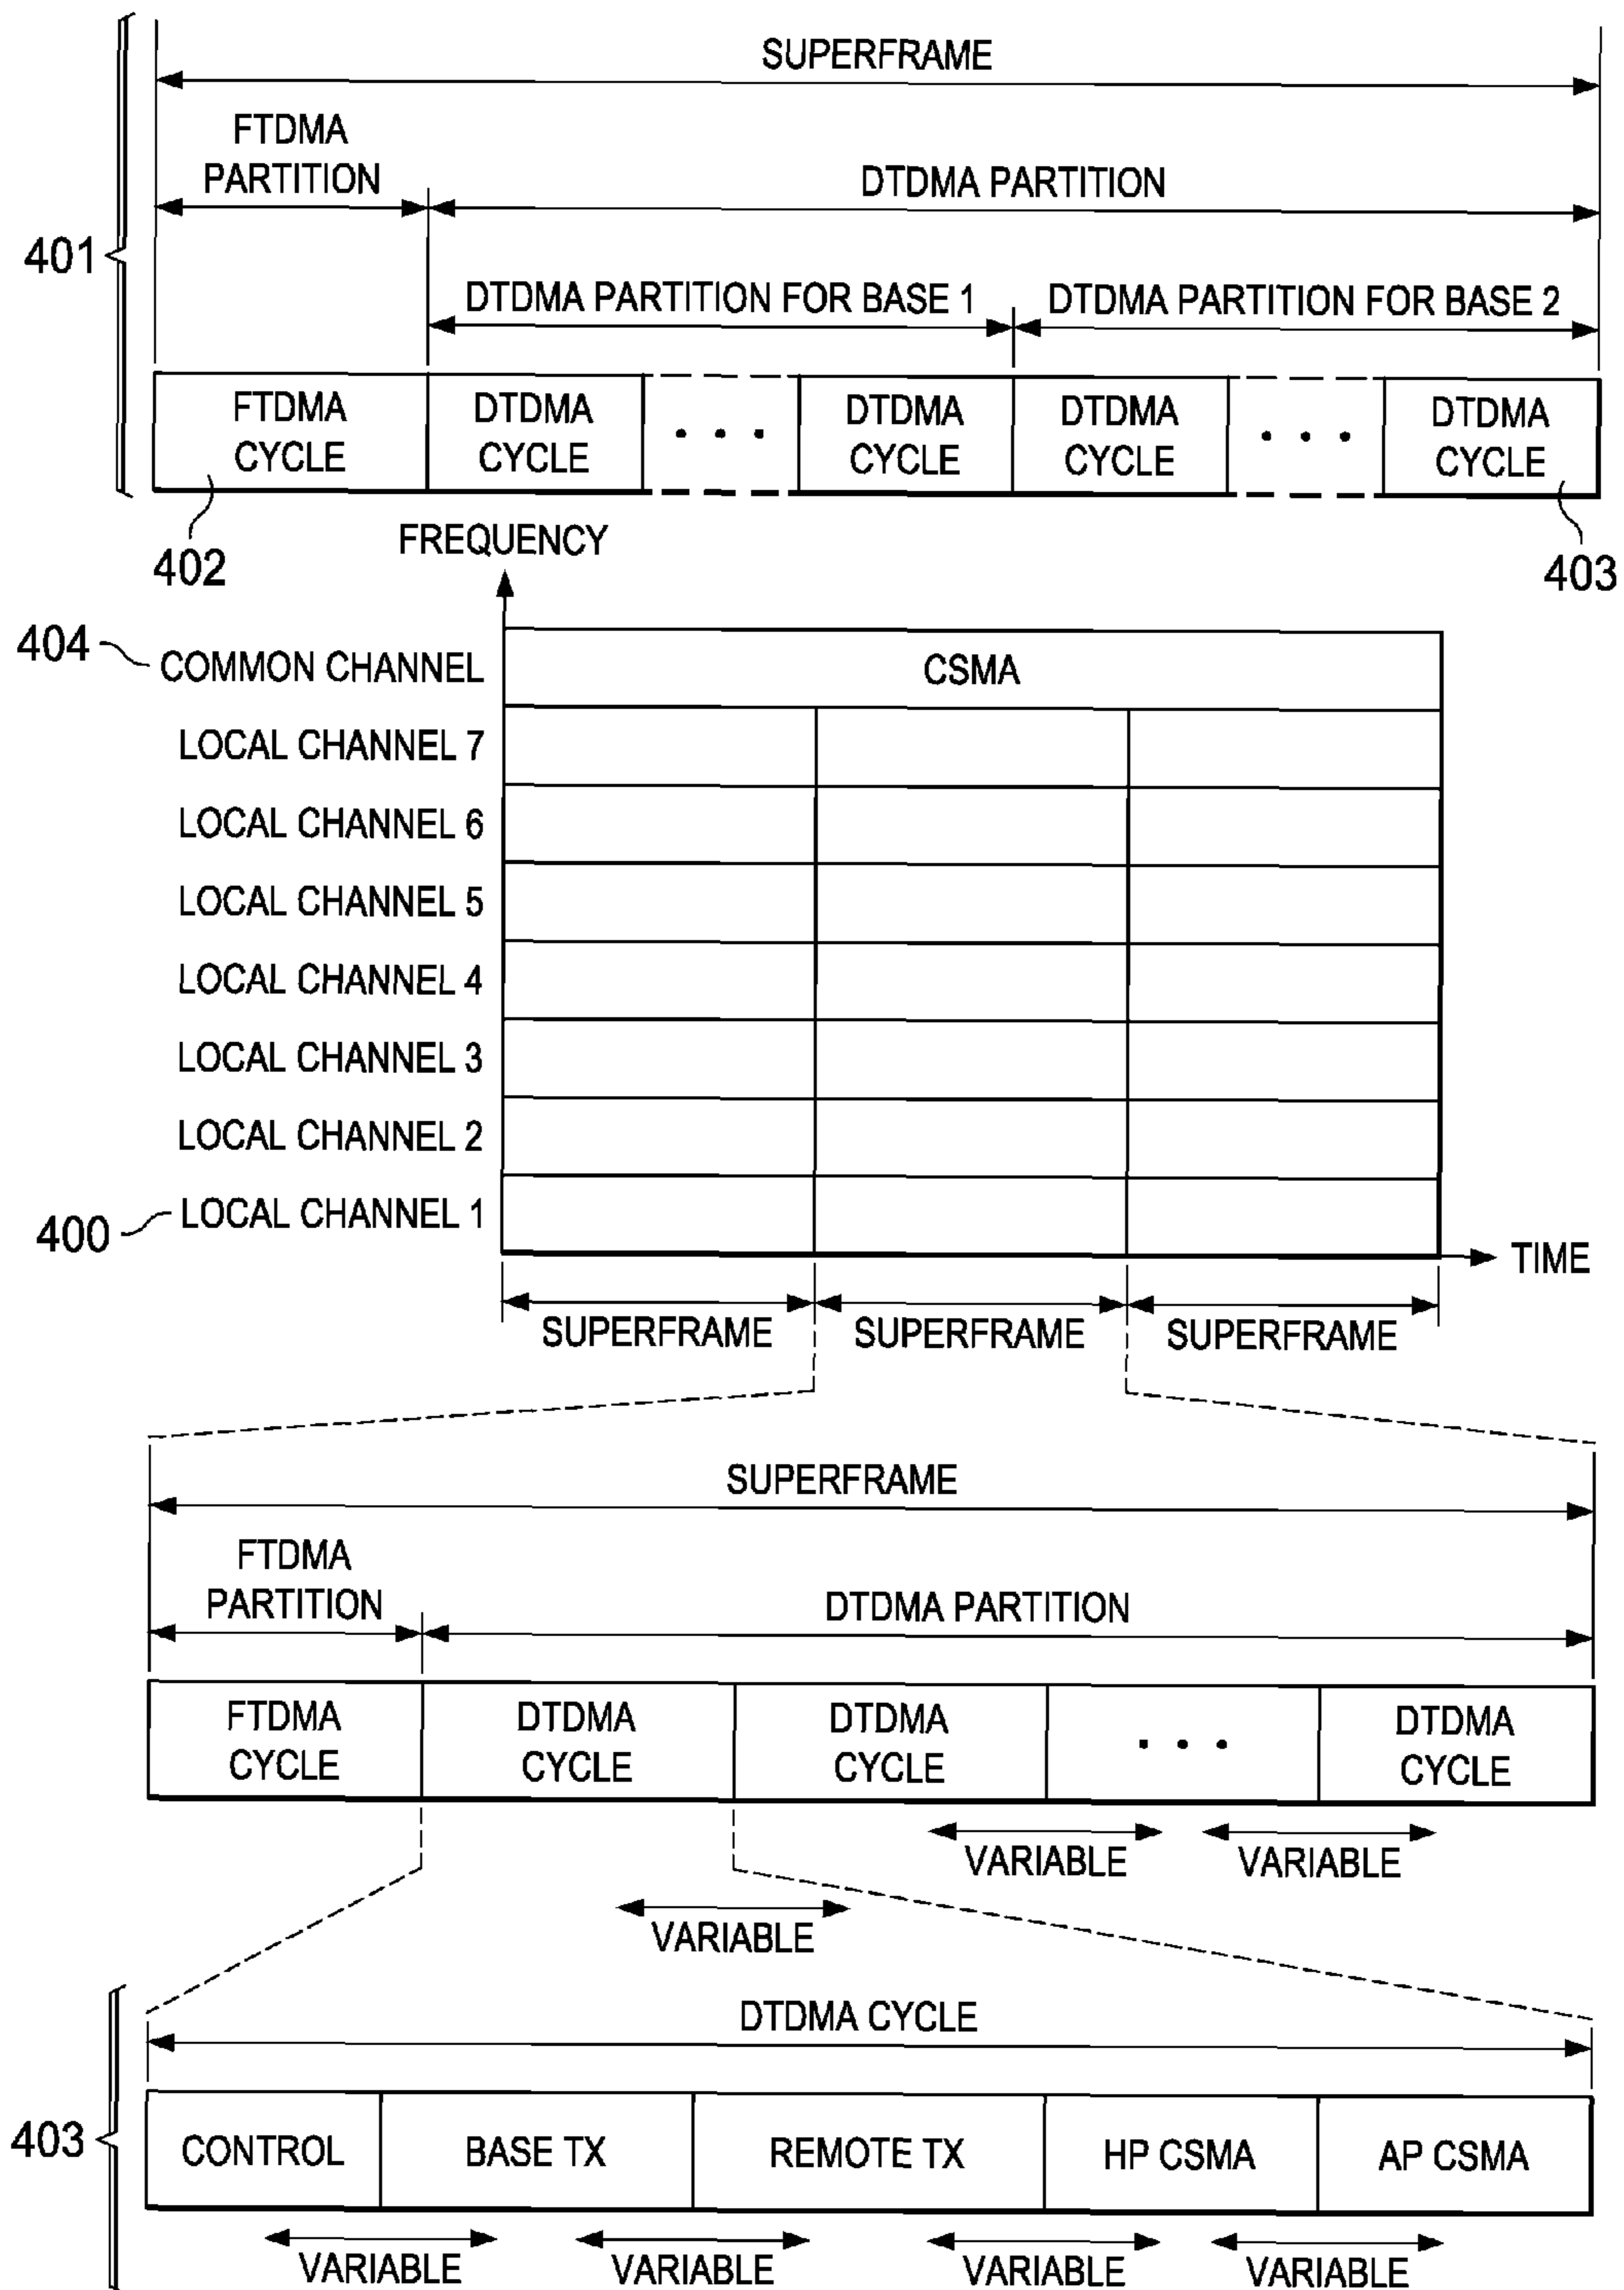 SUPERFRAME
FTDMA
PARTITION
DTDMA PARTITION
401
DTDMA PARTITION FOR BASE 1
DTDMA PARTITION FOR BASE 2
FTDMA
CYCLE
DTDMA
CYCLE
• • •
DTDMA
CYCLE
DTDMA
CYCLE
• • •
DTDMA
CYCLE
402
403
FREQUENCY
404
COMMON CHANNEL
CSMA
LOCAL CHANNEL 7
LOCAL CHANNEL 6
LOCAL CHANNEL 5
LOCAL CHANNEL 4
LOCAL CHANNEL 3
LOCAL CHANNEL 2
400
LOCAL CHANNEL 1
TIME
SUPERFRAME
SUPERFRAME
SUPERFRAME
SUPERFRAME
FTDMA
PARTITION
DTDMA PARTITION
FTDMA
CYCLE
DTDMA
CYCLE
DTDMA
CYCLE
• • •
DTDMA
CYCLE
VARIABLE
VARIABLE
VARIABLE
DTDMA CYCLE
403
CONTROL
BASE TX
REMOTE TX
HP CSMA
AP CSMA
VARIABLE
VARIABLE
VARIABLE
VARIABLE